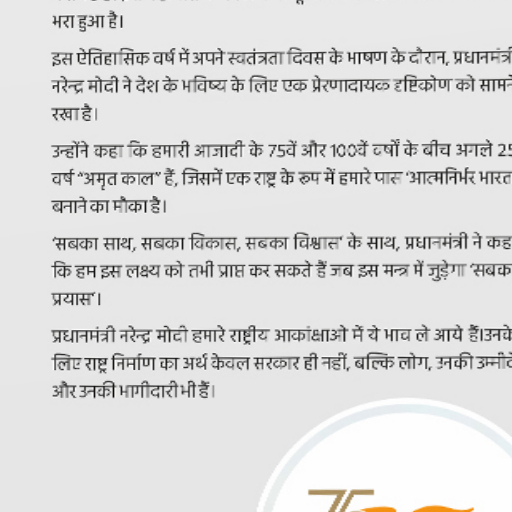 भरा हुआ है।
इस ऐतिहासिक वर्ष में अपने स्वतंत्रता दिवस के भाषण के दौरान, प्रधानमंत्री
नरेन्द्र मोदी ने देश के भविष्य के लिए एक प्रेरणादायक दृष्टिकोण को सामने
रखा है।
उन्होंने कहा कि हमारी आजादी के 75वें और 100वें वर्षों के बीच अगले 25
वर्ष “अमृत काल” हैं, जिसमें एक राष्ट्र के रूप में हमारे पास ‘आत्मनिर्भर भारत
बनाने का मौका है।
‘सबका साथ, सबका विकास, सबका विश्वास’ के साथ, प्रधानमंत्री ने कह
कि हम इस लक्ष्य को तभी प्राप्त कर सकते हैं जब इस मन्त्र में जुड़ेगा ‘सबक
प्रयास’।
प्रधानमंत्री नरेन्द्र मोदी हमारे राष्ट्रीय आकांक्षाओ में ये भाव ले आये हैं।उनके
लिए राष्ट्र निर्माण का अर्थ केवल सरकार ही नहीं, बल्कि लोग, उनकी उम्मीदें
और उनकी भागीदारी भी हैं।
75